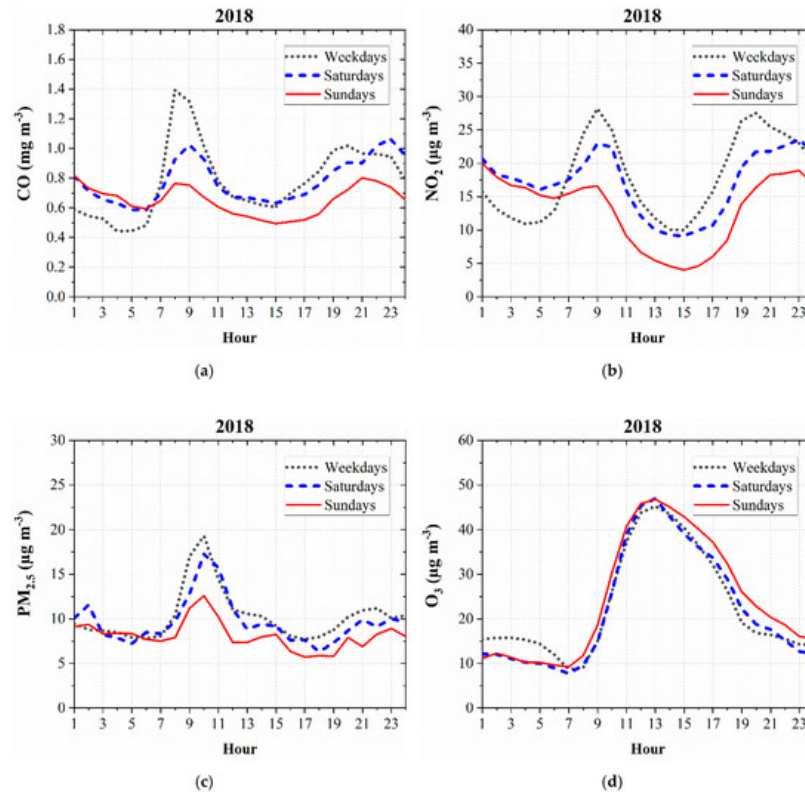 2018
1.8
1.6
1.4
1.2
1.0
0.8
0.6
0.4
0.2
0.0
CO (mg m⁻³)
Weekdays
Saturdays
Sundays
1 3 5 7 9 11 13 15 17 19 21 23
Hour
(a)
2018
40
35
30
25
20
15
10
5
0
NO₂ (µg m⁻³)
Weekdays
Saturdays
Sundays
1 3 5 7 9 11 13 15 17 19 21 23
Hour
(b)
2018
30
25
20
15
10
5
0
PM₂.₅ (µg m⁻³)
Weekdays
Saturdays
Sundays
1 3 5 7 9 11 13 15 17 19 21 23
Hour
(c)
2018
60
50
40
30
20
10
0
O₃ (µg m⁻³)
Weekdays
Saturdays
Sundays
1 3 5 7 9 11 13 15 17 19 21 23
Hour
(d)